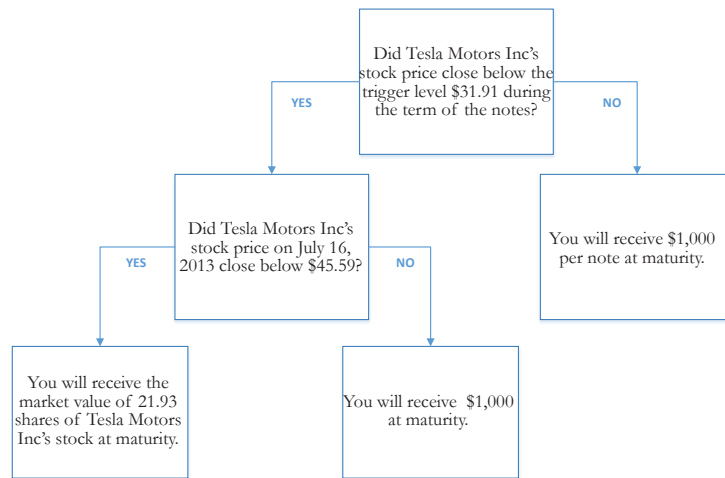 Did Tesla Motors Inc's
stock price close below the
trigger level $31.91 during
the term of the notes?
YES
NO
Did Tesla Motors Inc's
stock price on July 16,
2013 close below $45.59?
You will receive $1,000
per note at maturity.
YES
NO
You will receive the
market value of 21.93
shares of Tesla Motors
Inc's stock at maturity.
You will receive $1,000
at maturity.